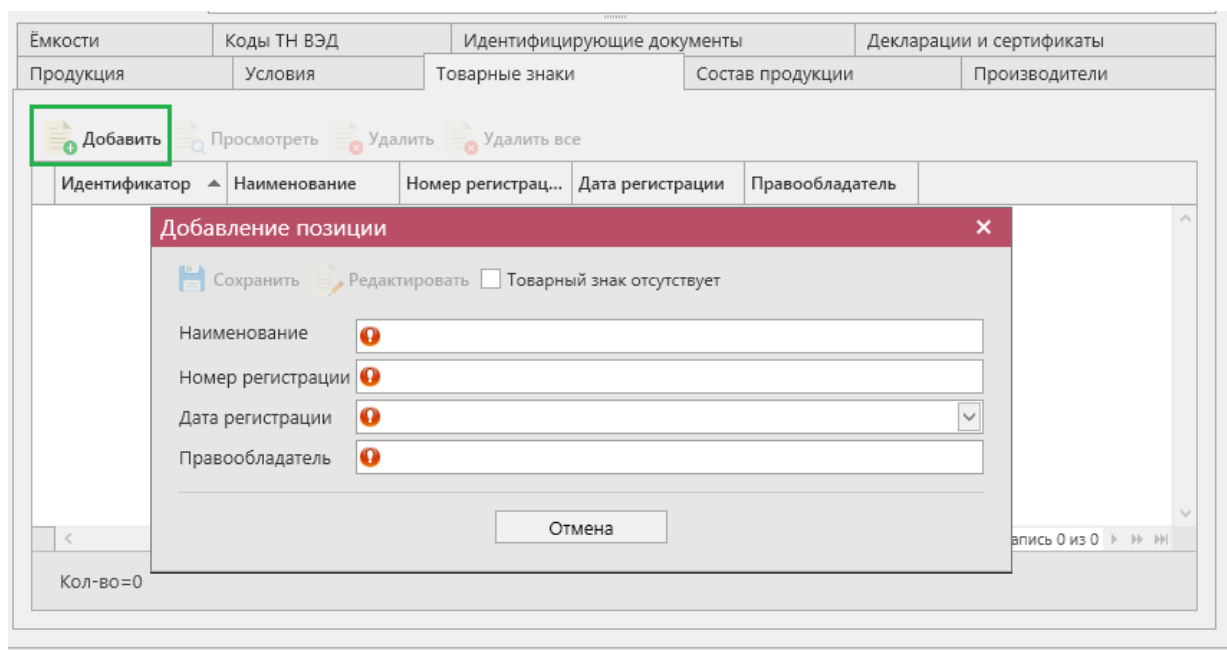 Ёмкости Коды ТН ВЭД Идентифицирующие документы Декларации и сертификаты
Продукция Условия Товарные знаки Состав продукции Производители
Добавить Просмотреть Удалить Удалить все
Идентификатор Наименование Номер регистрац... Дата регистрации Правообладатель
Добавление позиции
Сохранить Редактировать Товарный знак отсутствует
Наименование
Номер регистрации
Дата регистрации
Правообладатель
Отмена
апись 0 из 0
Кол-во=0